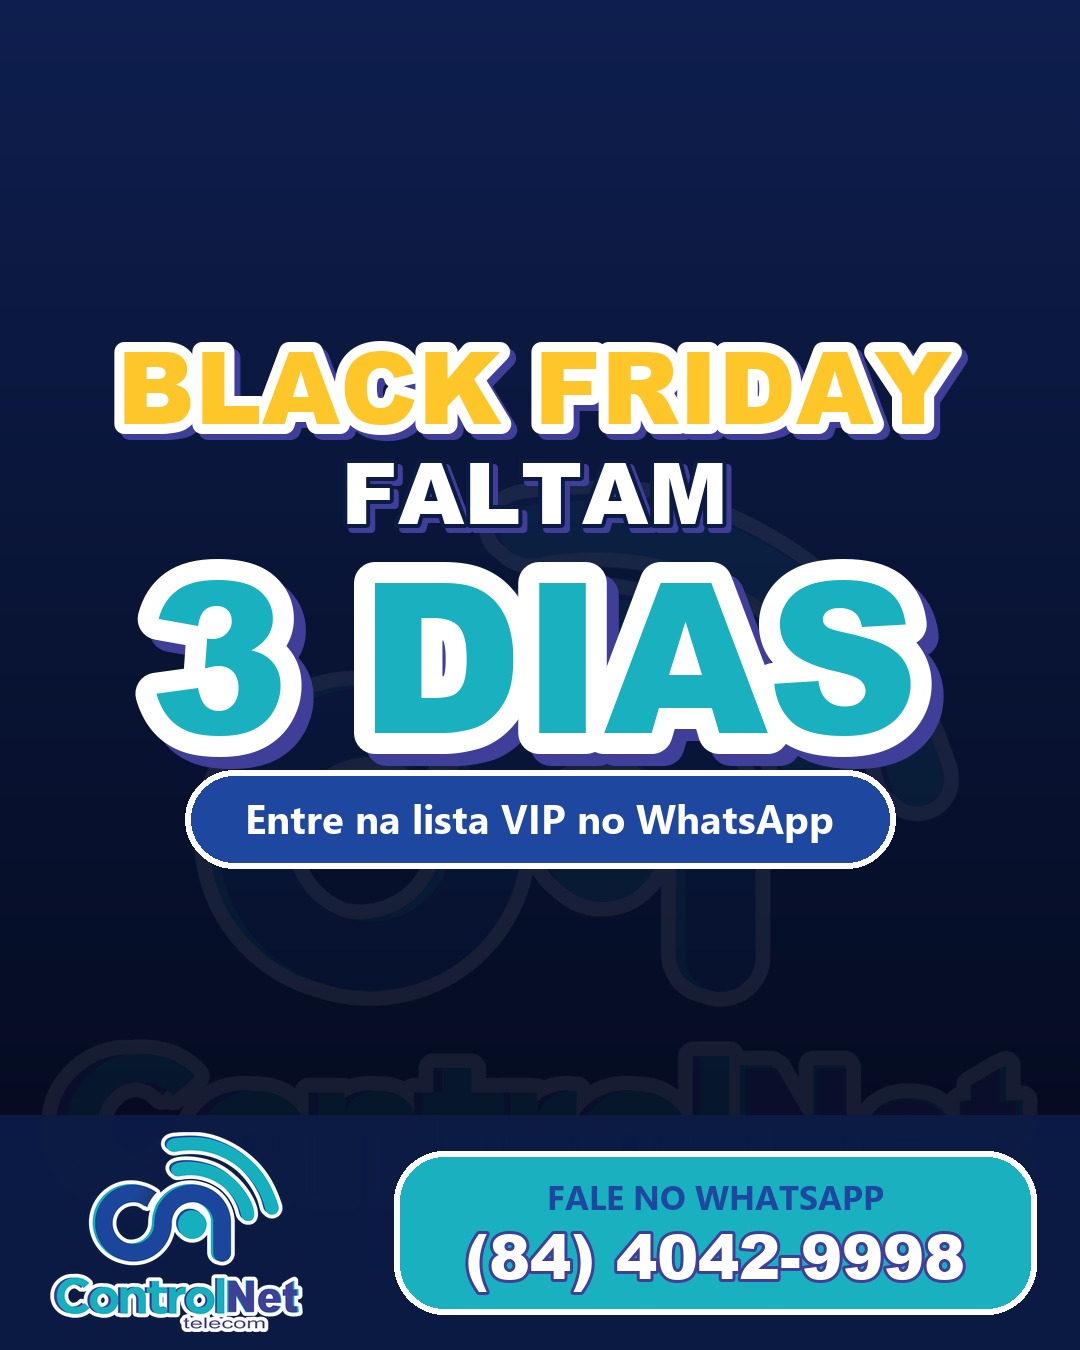 BLACK FRIDAY
FALTAM
3 DIAS
Entre na lista VIP no WhatsApp
ControlNet
FALE NO WHATSAPP
(84) 4042-9998
ControlNet
telecom